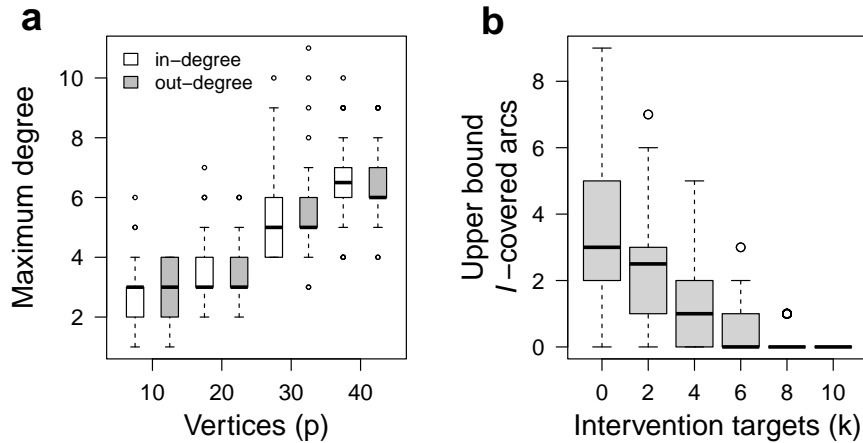 a
in-degree
out-degree
Maximum degree
10
8
6
4
2
10 20 30 40
Vertices (p)
b
Upper bound
I-covered arcs
8
6
4
2
0
0 2 4 6 8 10
Intervention targets (k)